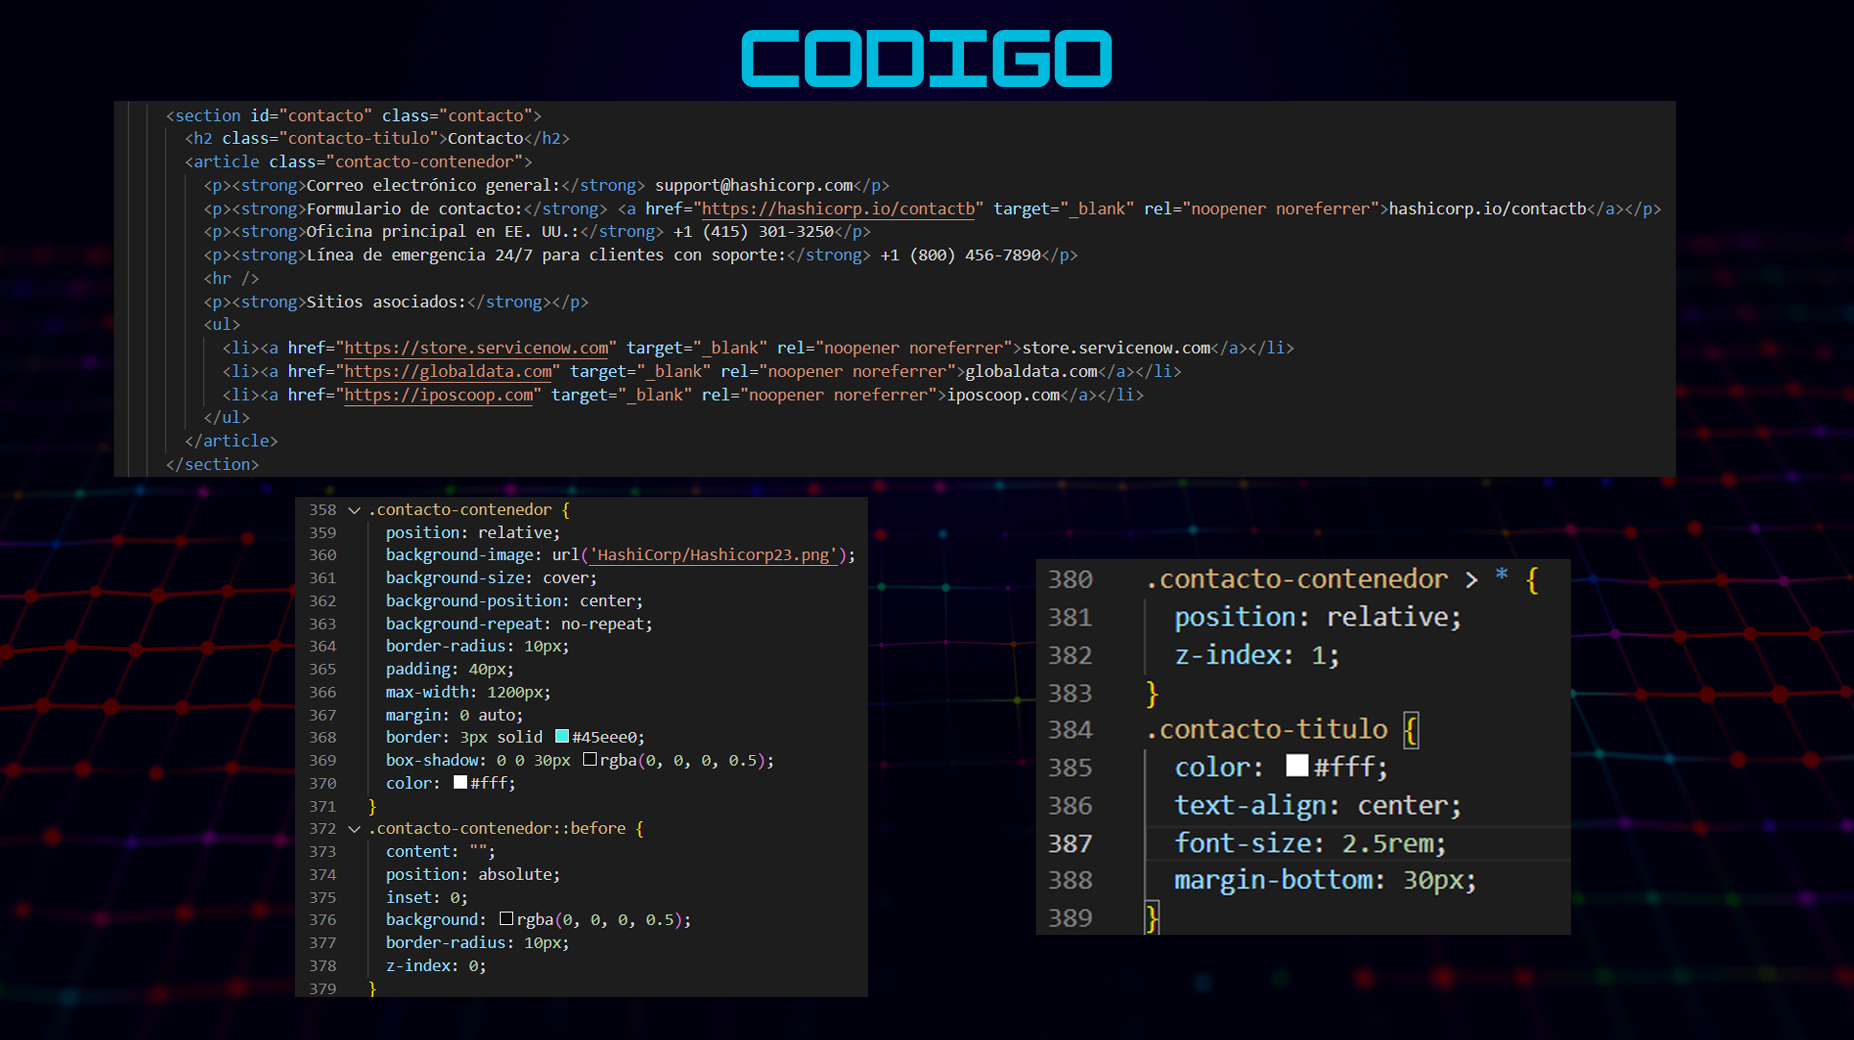 CODIGO
<section id="contacto" class="contacto">
<h2 class="contacto-titulo">Contacto</h2>
<article class="contacto-contenedor">
<p><strong>Correo electrónico general:</strong> support@hashicorp.com</p>
<p><strong>Formulario de contacto:</strong> <a href="https://hashicorp.io/contactb" target="_blank" rel="noopener noreferrer">hashicorp.io/contactb</a></p>
<p><strong>Oficina principal en EE. UU.:</strong> +1 (415) 301-3250</p>
<p><strong>Línea de emergencia 24/7 para clientes con soporte:</strong> +1 (800) 456-7890</p>
<hr />
<p><strong>Sitios asociados:</strong></p>
<ul>
<li><a href="https://store.servicenow.com" target="_blank" rel="noopener noreferrer">store.servicenow.com</a></li>
<li><a href="https://globaldata.com" target="_blank" rel="noopener noreferrer">globaldata.com</a></li>
<li><a href="https://iposcoop.com" target="_blank" rel="noopener noreferrer">iposcoop.com</a></li>
</ul>
</article>
</section>
358 .contacto-contenedor {
359 position: relative;
360 background-image: url('HashiCorp/Hashicorp23.png');
361 background-size: cover;
362 background-position: center;
363 background-repeat: no-repeat;
364 border-radius: 10px;
365 padding: 40px;
366 max-width: 1200px;
367 margin: 0 auto;
368 border: 3px solid #45eee0;
369 box-shadow: 0 0 30px rgba(0, 0, 0, 0.5);
370 color: #fff;
371 }
372 .contacto-contenedor::before {
373 content: "";
374 position: absolute;
375 inset: 0;
376 background: rgba(0, 0, 0, 0.5);
377 border-radius: 10px;
378 z-index: 0;
379 }
380 .contacto-contenedor > * {
381 position: relative;
382 z-index: 1;
383 }
384 .contacto-titulo {
385 color: #fff;
386 text-align: center;
387 font-size: 2.5rem;
388 margin-bottom: 30px;
389 }